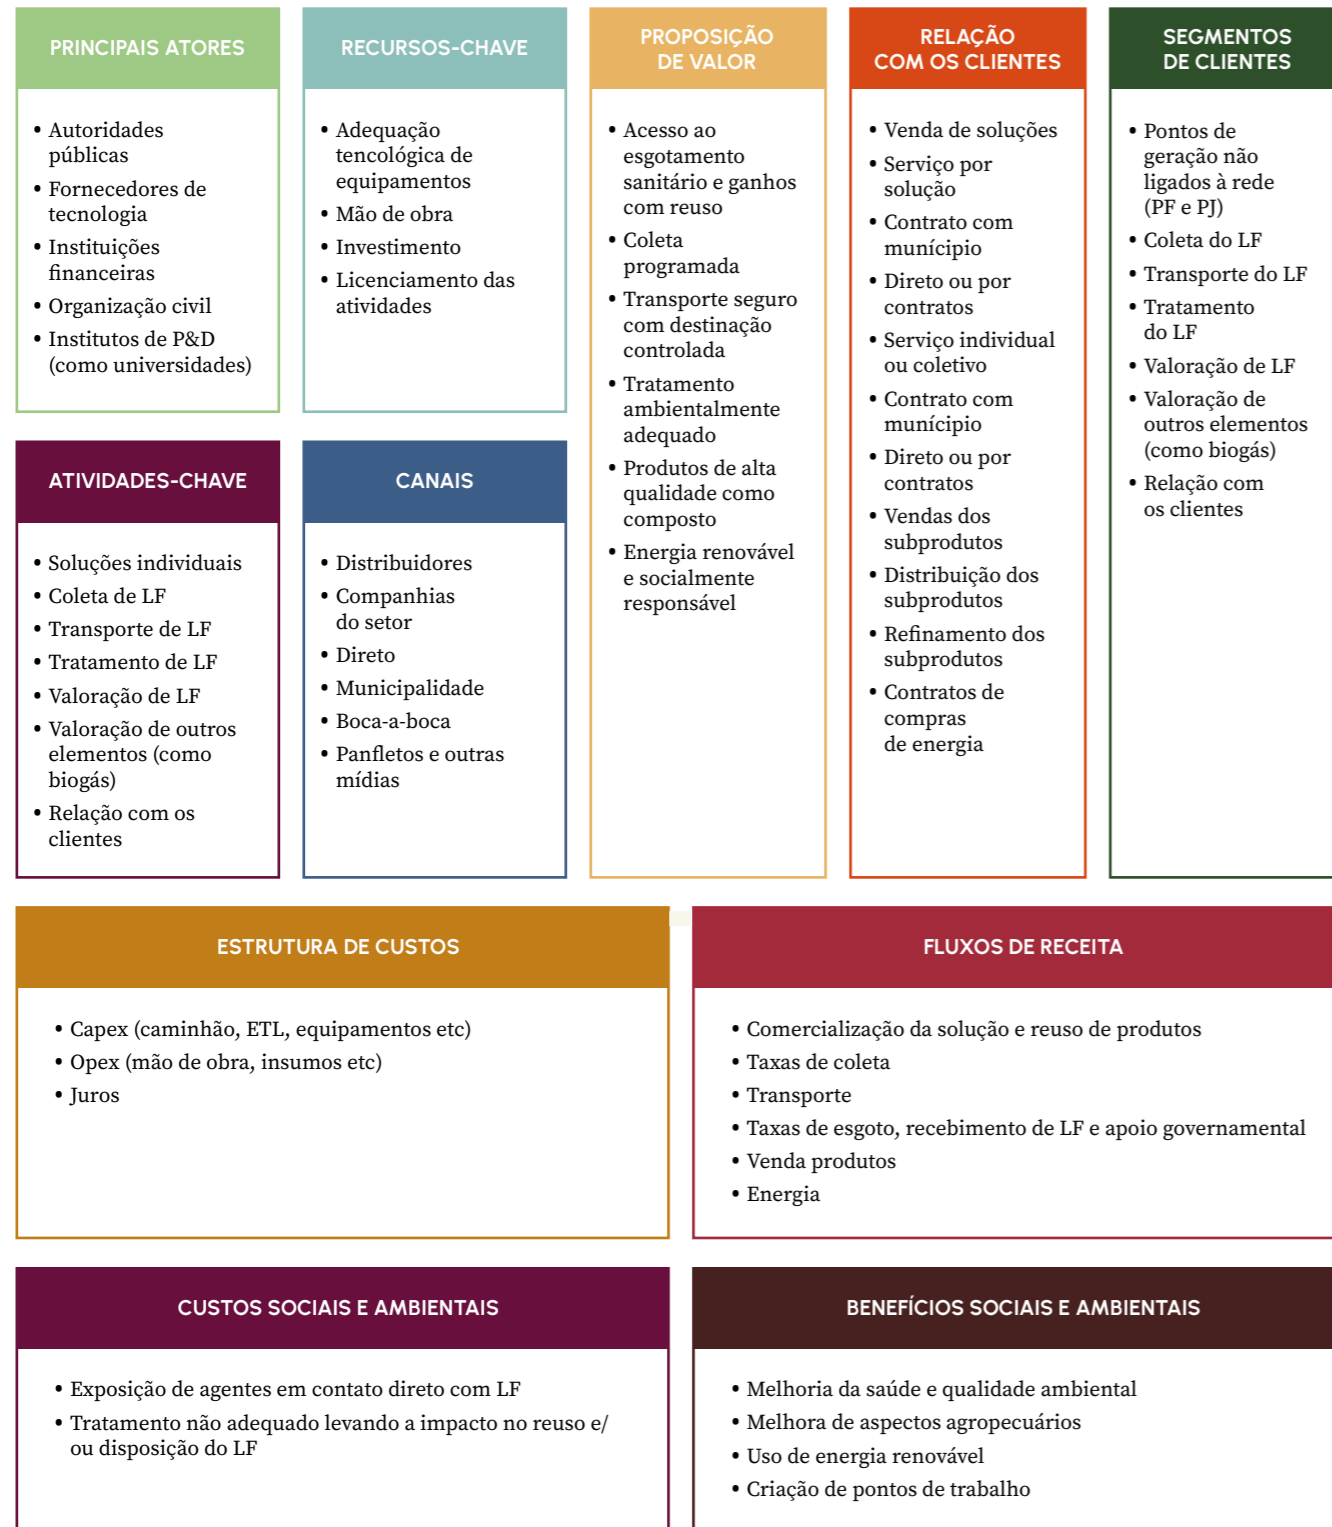 PRINCIPAIS ATORES
• Autoridades
públicas
• Fornecedores de
tecnologia
• Instituições
financeiras
• Organização civil
• Institutos de P&D
(como universidades)
RECURSOS-CHAVE
• Adequação
tencológica de
equipamentos
• Mão de obra
• Investimento
• Licenciamento das
atividades
PROPOSIÇÃO
DE VALOR
• Acesso ao
esgotamento
sanitário e ganhos
com reuso
• Coleta
programada
• Transporte seguro
com destinação
controlada
• Tratamento
ambientalmente
adequado
• Produtos de alta
qualidade como
composto
• Energia renovável
e socialmente
responsável
RELAÇÃO
COM OS CLIENTES
• Venda de soluções
• Serviço por
solução
• Contrato com
munícipio
• Direto ou por
contratos
• Serviço individual
ou coletivo
• Contrato com
munícipio
• Direto ou por
contratos
• Vendas dos
subprodutos
• Distribuição dos
subprodutos
• Refinamento dos
subprodutos
• Contratos de
compras
de energia
SEGMENTOS
DE CLIENTES
• Pontos de
geração não
ligados à rede
(PF e PJ)
• Coleta do LF
• Transporte do LF
• Tratamento
do LF
• Valoração de LF
• Valoração de
outros elementos
(como biogás)
• Relação com
os clientes
ATIVIDADES-CHAVE
• Soluções individuais
• Coleta de LF
• Transporte de LF
• Tratamento de LF
• Valoração de LF
• Valoração de outros
elementos (como
biogás)
• Relação com os
clientes
CANAIS
• Distribuidores
• Companhias
do setor
• Direto
• Municipalidade
• Boca-a-boca
• Panfletos e outras
mídias
ESTRUTURA DE CUSTOS
• Capex (caminhão, ETL, equipamentos etc)
• Opex (mão de obra, insumos etc)
• Juros
FLUXOS DE RECEITA
• Comercialização da solução e reuso de produtos
• Taxas de coleta
• Transporte
• Taxas de esgoto, recebimento de LF e apoio governamental
• Venda produtos
• Energia
CUSTOS SOCIAIS E AMBIENTAIS
• Exposição de agentes em contato direto com LF
• Tratamento não adequado levando a impacto no reuso e/
ou disposição do LF
BENEFÍCIOS SOCIAIS E AMBIENTAIS
• Melhoria da saúde e qualidade ambiental
• Melhora de aspectos agropecuários
• Uso de energia renovável
• Criação de pontos de trabalho